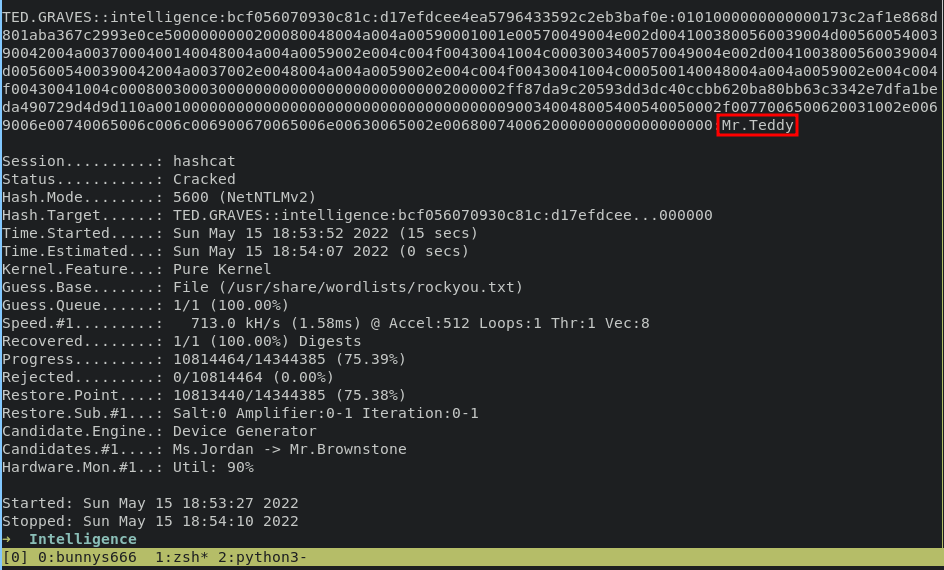 TED.GRAVES::intelligence:bcf056070930c81c:d17efdcee4ea5796433592c2eb3baf0e:0101000000000000173c2af1e868d
801aba367c2993e0ce5000000000200080048004a004a00590001001e00570049004e002d00410038005600390004d0056005400
390042004a0037000400140048004a004a0059002e004c004f00430041004c0003003400570049004e002d0041003800560039004
d0056005400390042004a0037002e0048004a004a0059002e004c004f00430041004c000500140048004a004a0059002e004c004
f00430041004c000800300030000000000000000000000000200002ff87da9c20593dd3dc40ccbb620ba80bb63c3342e7dfa1be
da490729d4d9d110a001000000000000000000000000000000000000900340048005400540050002f0077006500620031002e006
9006e00740065006c006c006900670065006e00630065002e00680074006200000000000000000:Mr.Teddy
Session..........: hashcat
Status...........: Cracked
Hash.Mode........: 5600 (NetNTLMv2)
Hash.Target......: TED.GRAVES::intelligence:bcf056070930c81c:d17efdcee...000000
Time.Started.....: Sun May 15 18:53:52 2022 (15 secs)
Time.Estimated...: Sun May 15 18:54:07 2022 (0 secs)
Kernel.Feature...: Pure Kernel
Guess.Base.......: File (/usr/share/wordlists/rockyou.txt)
Guess.Queue......: 1/1 (100.00%)
Speed.#1.........:   713.0 kH/s (1.58ms) @ Accel:512 Loops:1 Thr:1 Vec:8
Recovered........: 1/1 (100.00%) Digests
Progress.........: 10814464/14344385 (75.39%)
Rejected.........: 0/10814464 (0.00%)
Restore.Point....: 10813440/14344385 (75.38%)
Restore.Sub.#1...: Salt:0 Amplifier:0-1 Iteration:0-1
Candidate.Engine.: Device Generator
Candidates.#1....: Ms.Jordan -> Mr.Brownstone
Hardware.Mon.#1..: Util: 90%
Started: Sun May 15 18:53:27 2022
Stopped: Sun May 15 18:54:10 2022
→  Intelligence
[0] 0:bunnys666  1:zsh* 2:python3-